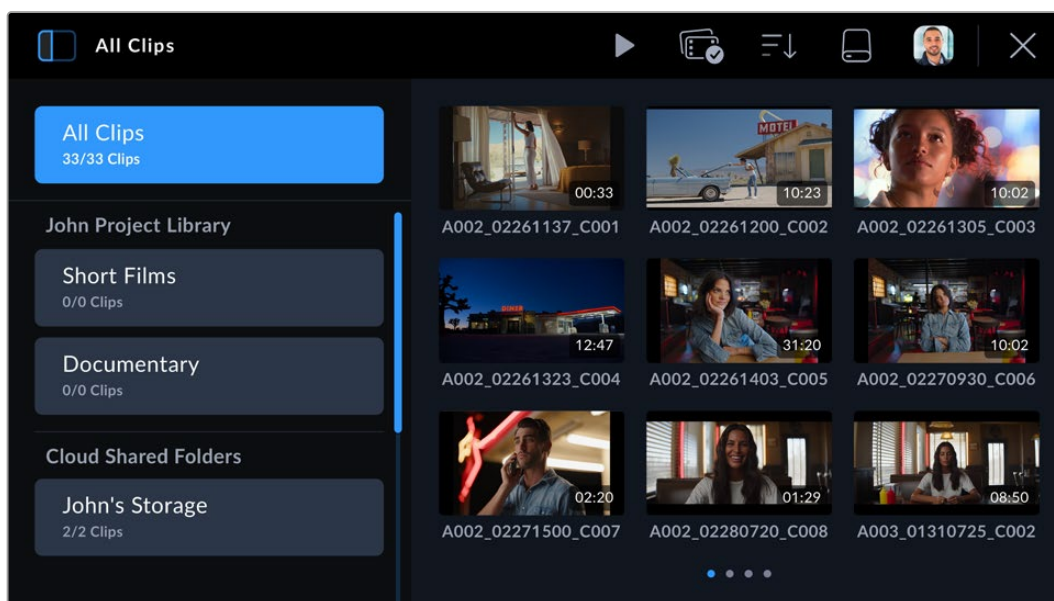 All Clips
All Clips
33/33 Clips
John Project Library
Short Films
0/0 Clips
Documentary
0/0 Clips
Cloud Shared Folders
John's Storage
2/2 Clips
MOTEL
00:33
10:23
10:02
A002_02261137_C001
A002_02261200_C002
A002_02261305_C003
DINER
12:47
31:20
10:02
A002_02261323_C004
A002_02261403_C005
A002_02270930_C006
02:20
01:29
08:50
A002_02271500_C007
A002_02280720_C008
A003_01310725_C002